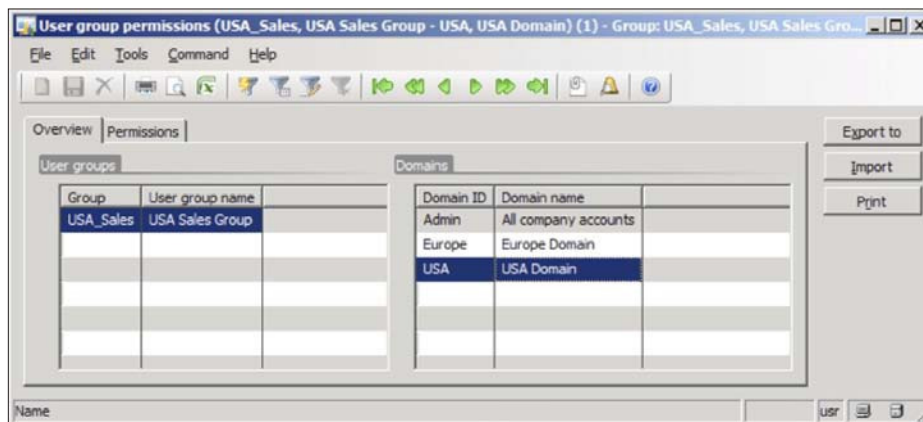 User group permissions (USA_Sales, USA Sales Group - USA, USA Domain) (1) - Group: USA_Sales, USA Sales Gro...
File Edit Tools Command Help
Overview Permissions
Export to
Import
Print
User groups
Group User group name
USA_Sales USA Sales Group
Domains
Domain ID Domain name
Admin All company accounts
Europe Europe Domain
USA USA Domain
Name
usr